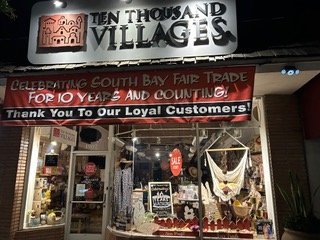 TEN THOUSAND
VILLAGES
CELEBRATING SOUTH BAY FAIR TRADE
FOR 10 YEARS AND COUNTING!
Thank You To Our Loyal Customers!
SALE